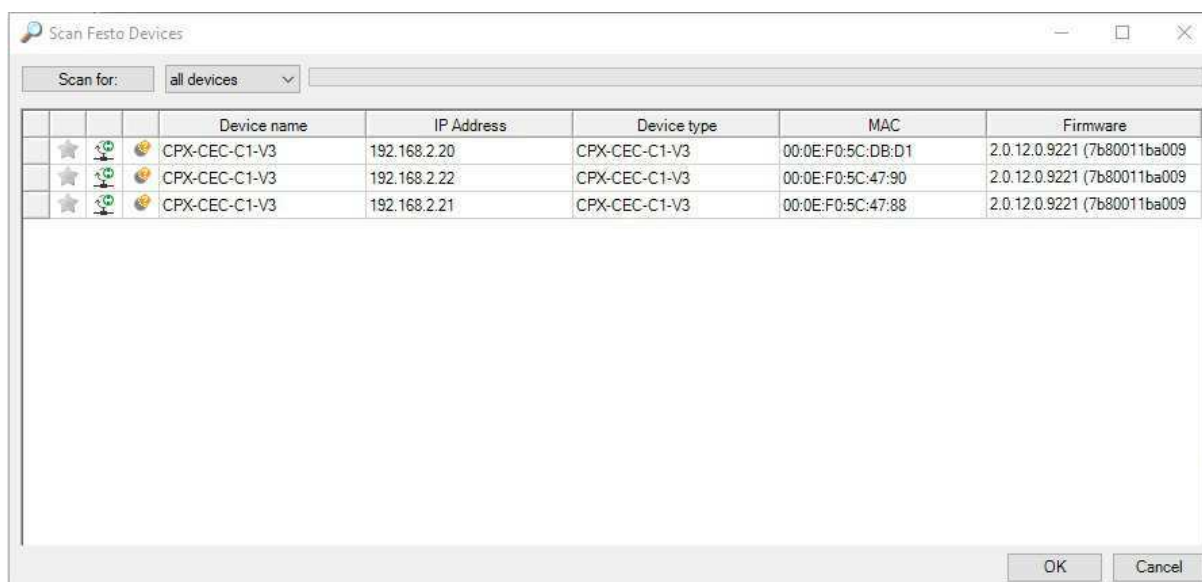 Scan Festo Devices
Scan for: all devices
Device name IP Address Device type MAC Firmware
CPX-CEC-C1-V3 192.168.2.20 CPX-CEC-C1-V3 00:0E:F0:5C:DB:D1 2.0.12.0.9221 (7b80011ba009
CPX-CEC-C1-V3 192.168.2.22 CPX-CEC-C1-V3 00:0E:F0:5C:47:90 2.0.12.0.9221 (7b80011ba009
CPX-CEC-C1-V3 192.168.2.21 CPX-CEC-C1-V3 00:0E:F0:5C:47:88 2.0.12.0.9221 (7b80011ba009
OK Cancel